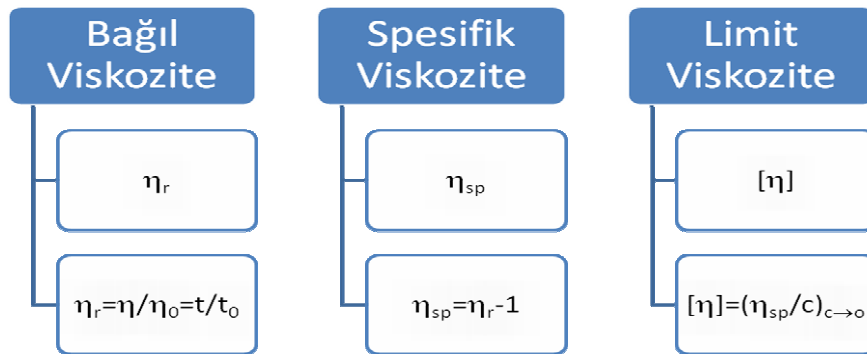 Bağıl
Viskozite
ηr
ηr=η/η0=t/t0
Spesifik
Viskozite
ηsp
ηsp=ηr-1
Limit
Viskozite
[η]
[η]=(ηsp/c)c→o